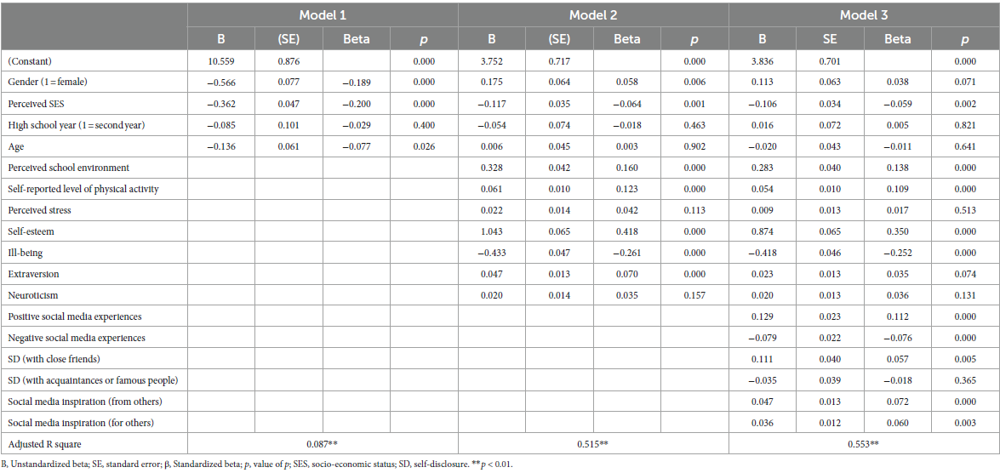 Model 1 Model 2 Model 3
B (SE) Beta p B (SE) Beta p B SE Beta p
(Constant) 10.559 0.876 0.000 3.752 0.717 0.000 3.836 0.701 0.000
Gender (1 = female) −0.566 0.077 −0.189 0.000 0.175 0.064 0.058 0.006 0.113 0.063 0.038 0.071
Perceived SES −0.362 0.047 −0.200 0.000 −0.117 0.035 −0.064 0.001 −0.106 0.034 −0.059 0.002
High school year (1 = second year) −0.085 0.101 −0.029 0.400 −0.054 0.074 −0.018 0.463 0.016 0.072 0.005 0.821
Age −0.136 0.061 −0.077 0.026 0.006 0.045 0.003 0.902 −0.020 0.043 −0.011 0.641
Perceived school environment 0.328 0.042 0.160 0.000 0.283 0.040 0.138 0.000
Self-reported level of physical activity 0.061 0.010 0.123 0.000 0.054 0.010 0.109 0.000
Perceived stress 0.022 0.014 0.042 0.113 0.009 0.013 0.017 0.513
Self-esteem 1.043 0.065 0.418 0.000 0.874 0.065 0.350 0.000
Ill-being −0.433 0.047 −0.261 0.000 −0.418 0.046 −0.252 0.000
Extraversion 0.047 0.013 0.070 0.000 0.023 0.013 0.035 0.074
Neuroticism 0.020 0.014 0.035 0.157 0.020 0.013 0.036 0.131
Positive social media experiences 0.129 0.023 0.112 0.000
Negative social media experiences −0.079 0.022 −0.076 0.000
SD (with close friends) 0.111 0.040 0.057 0.005
SD (with acquaintances or famous people) −0.035 0.039 −0.018 0.365
Social media inspiration (from others) 0.047 0.013 0.072 0.000
Social media inspiration (for others) 0.036 0.012 0.060 0.003
Adjusted R square 0.087** 0.515** 0.553**
B, Unstandardized beta; SE, standard error; β, Standardized beta; p, value of p; SES, socio-economic status; SD, self-disclosure. **p < 0.01.